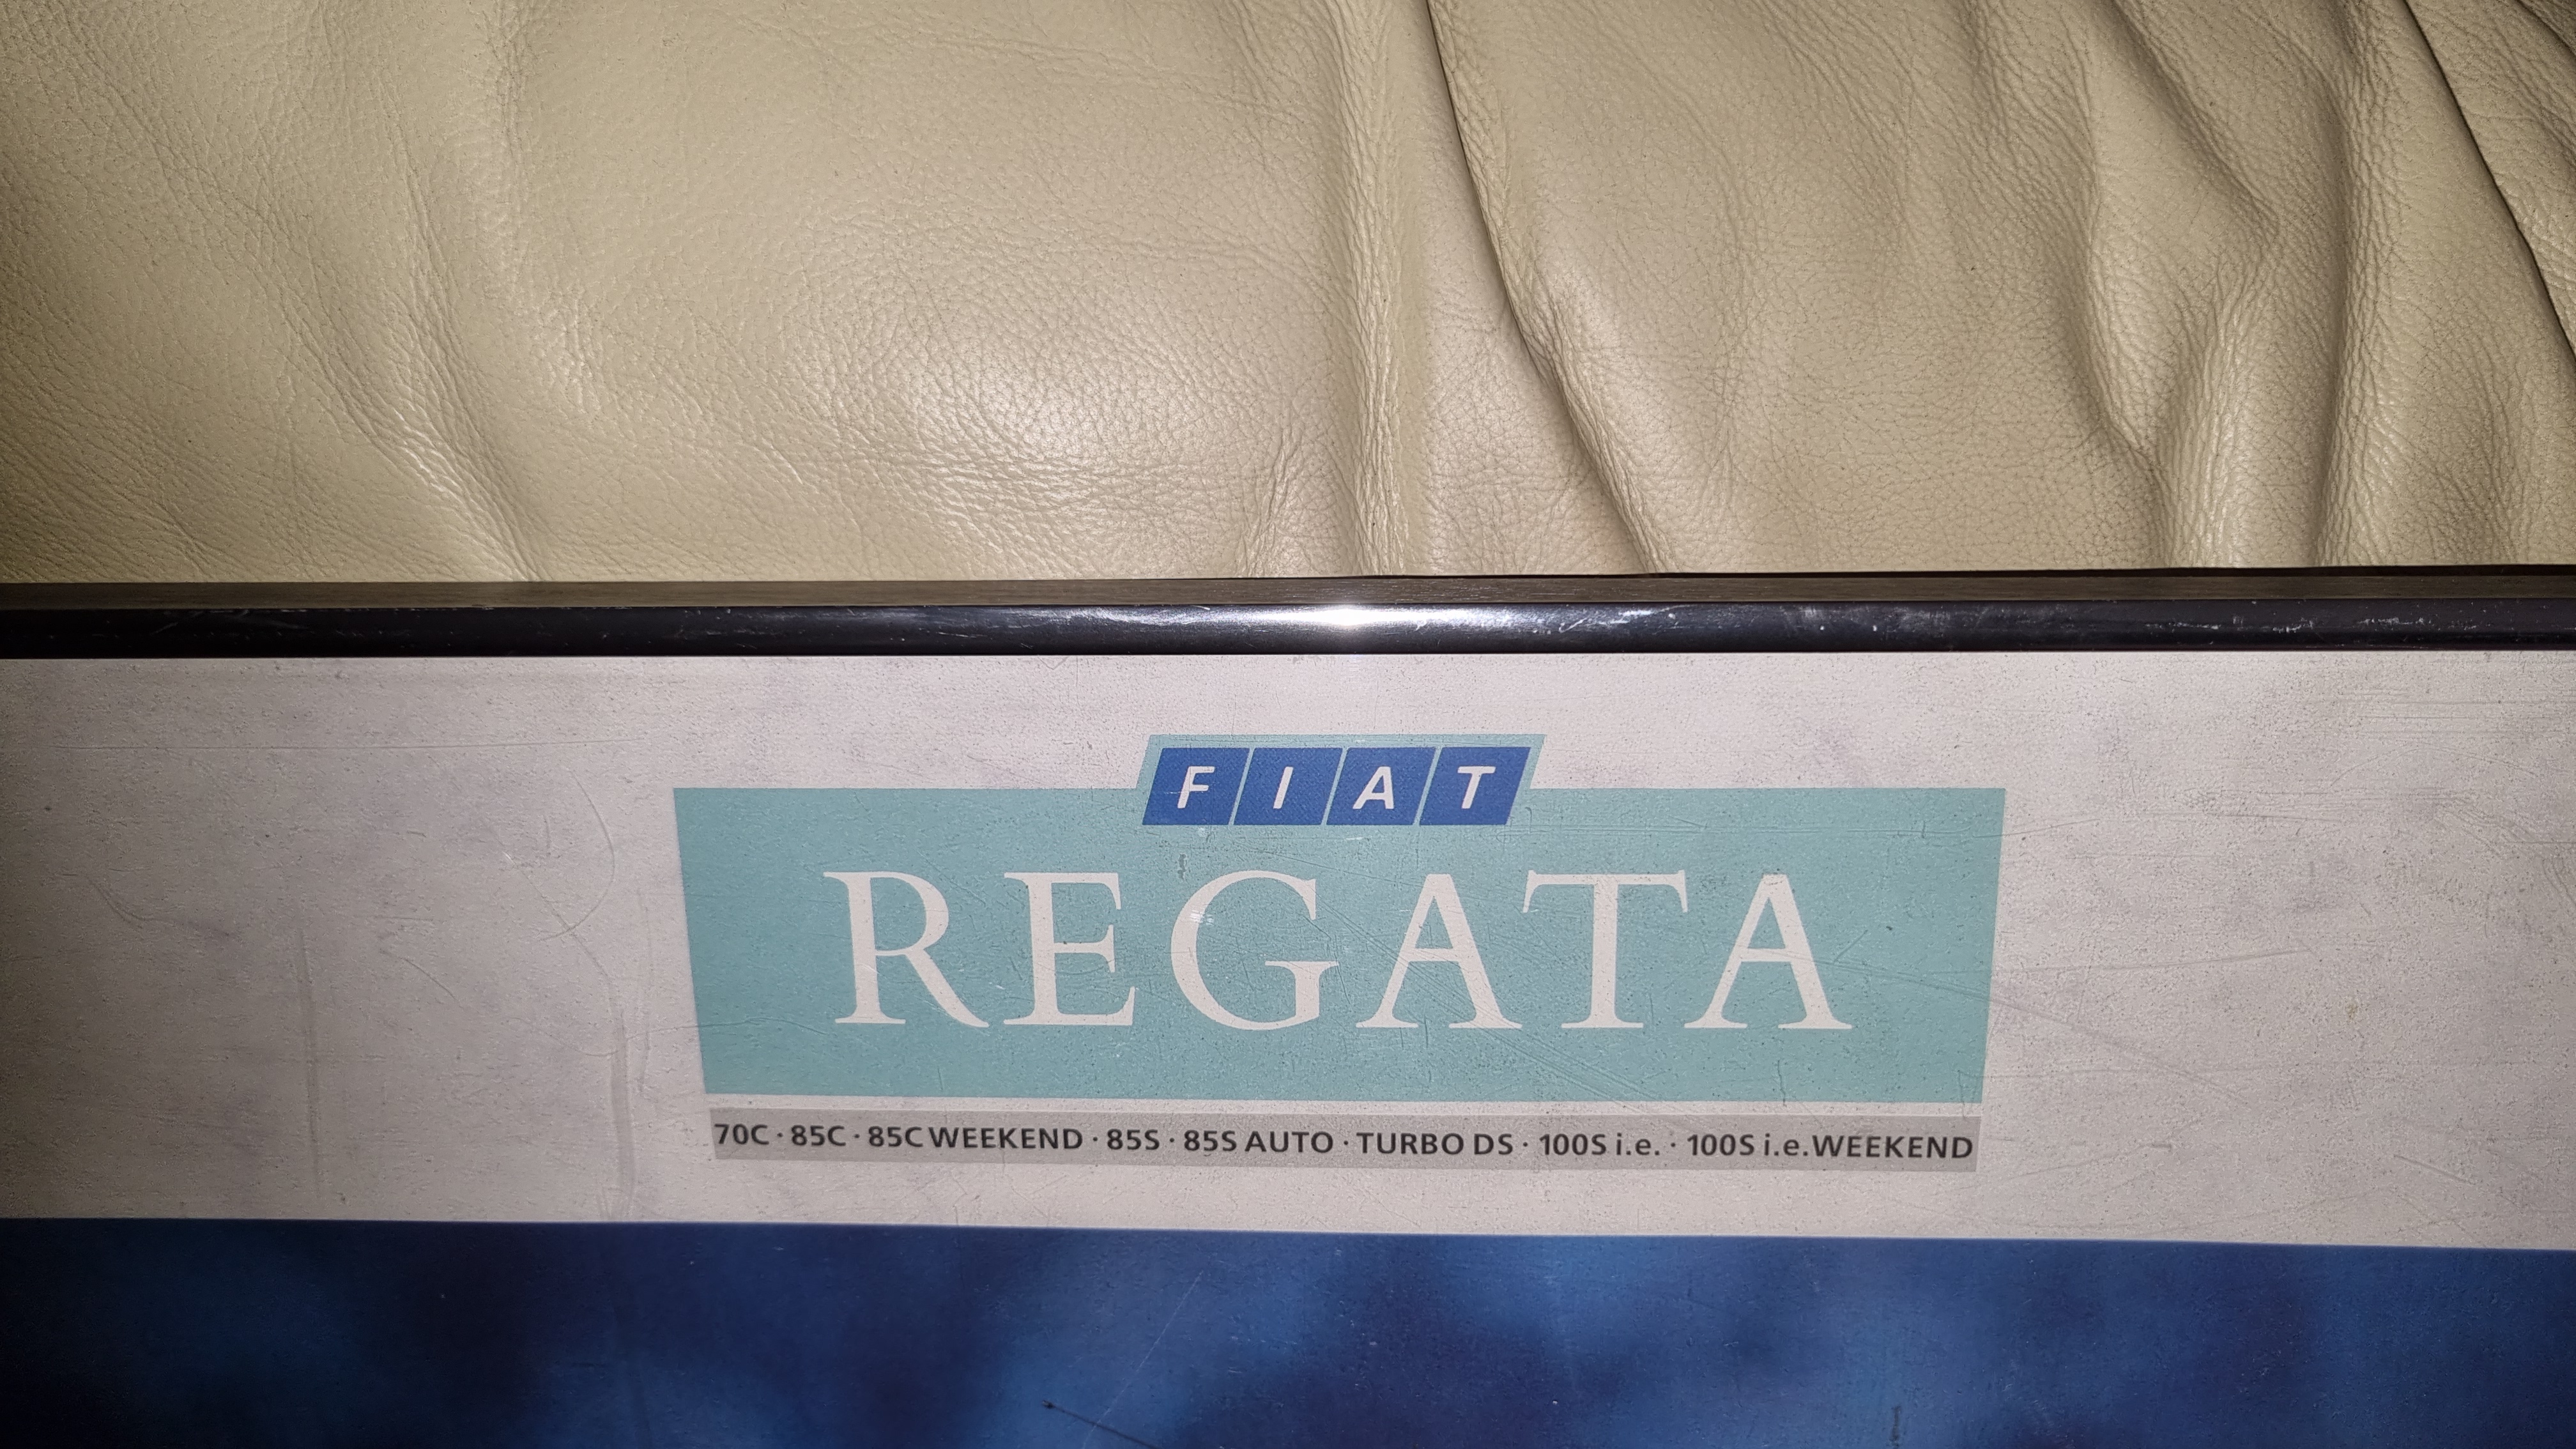 FIAT
REGATA
70C · 85C · 85C WEEKEND · 85S · 85S AUTO · TURBO DS · 100S i.e. · 100S i.e. WEEKEND